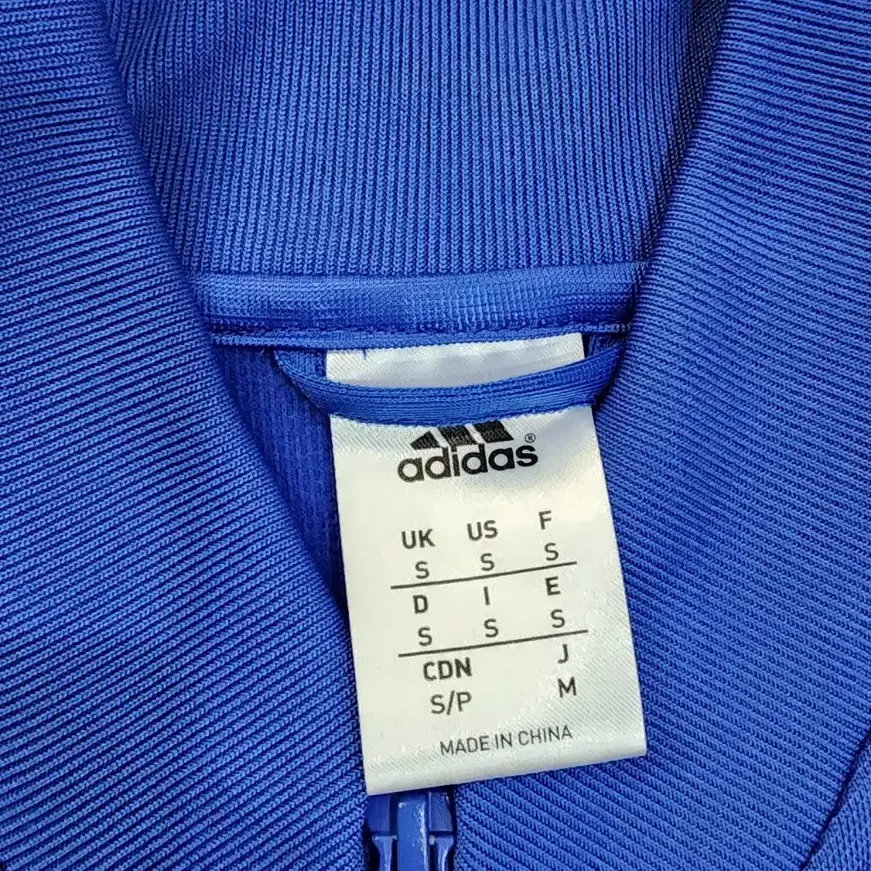 adidas®
UK US F
S S S
D I E
S S S
CDN J
S/P M
MADE IN CHINA